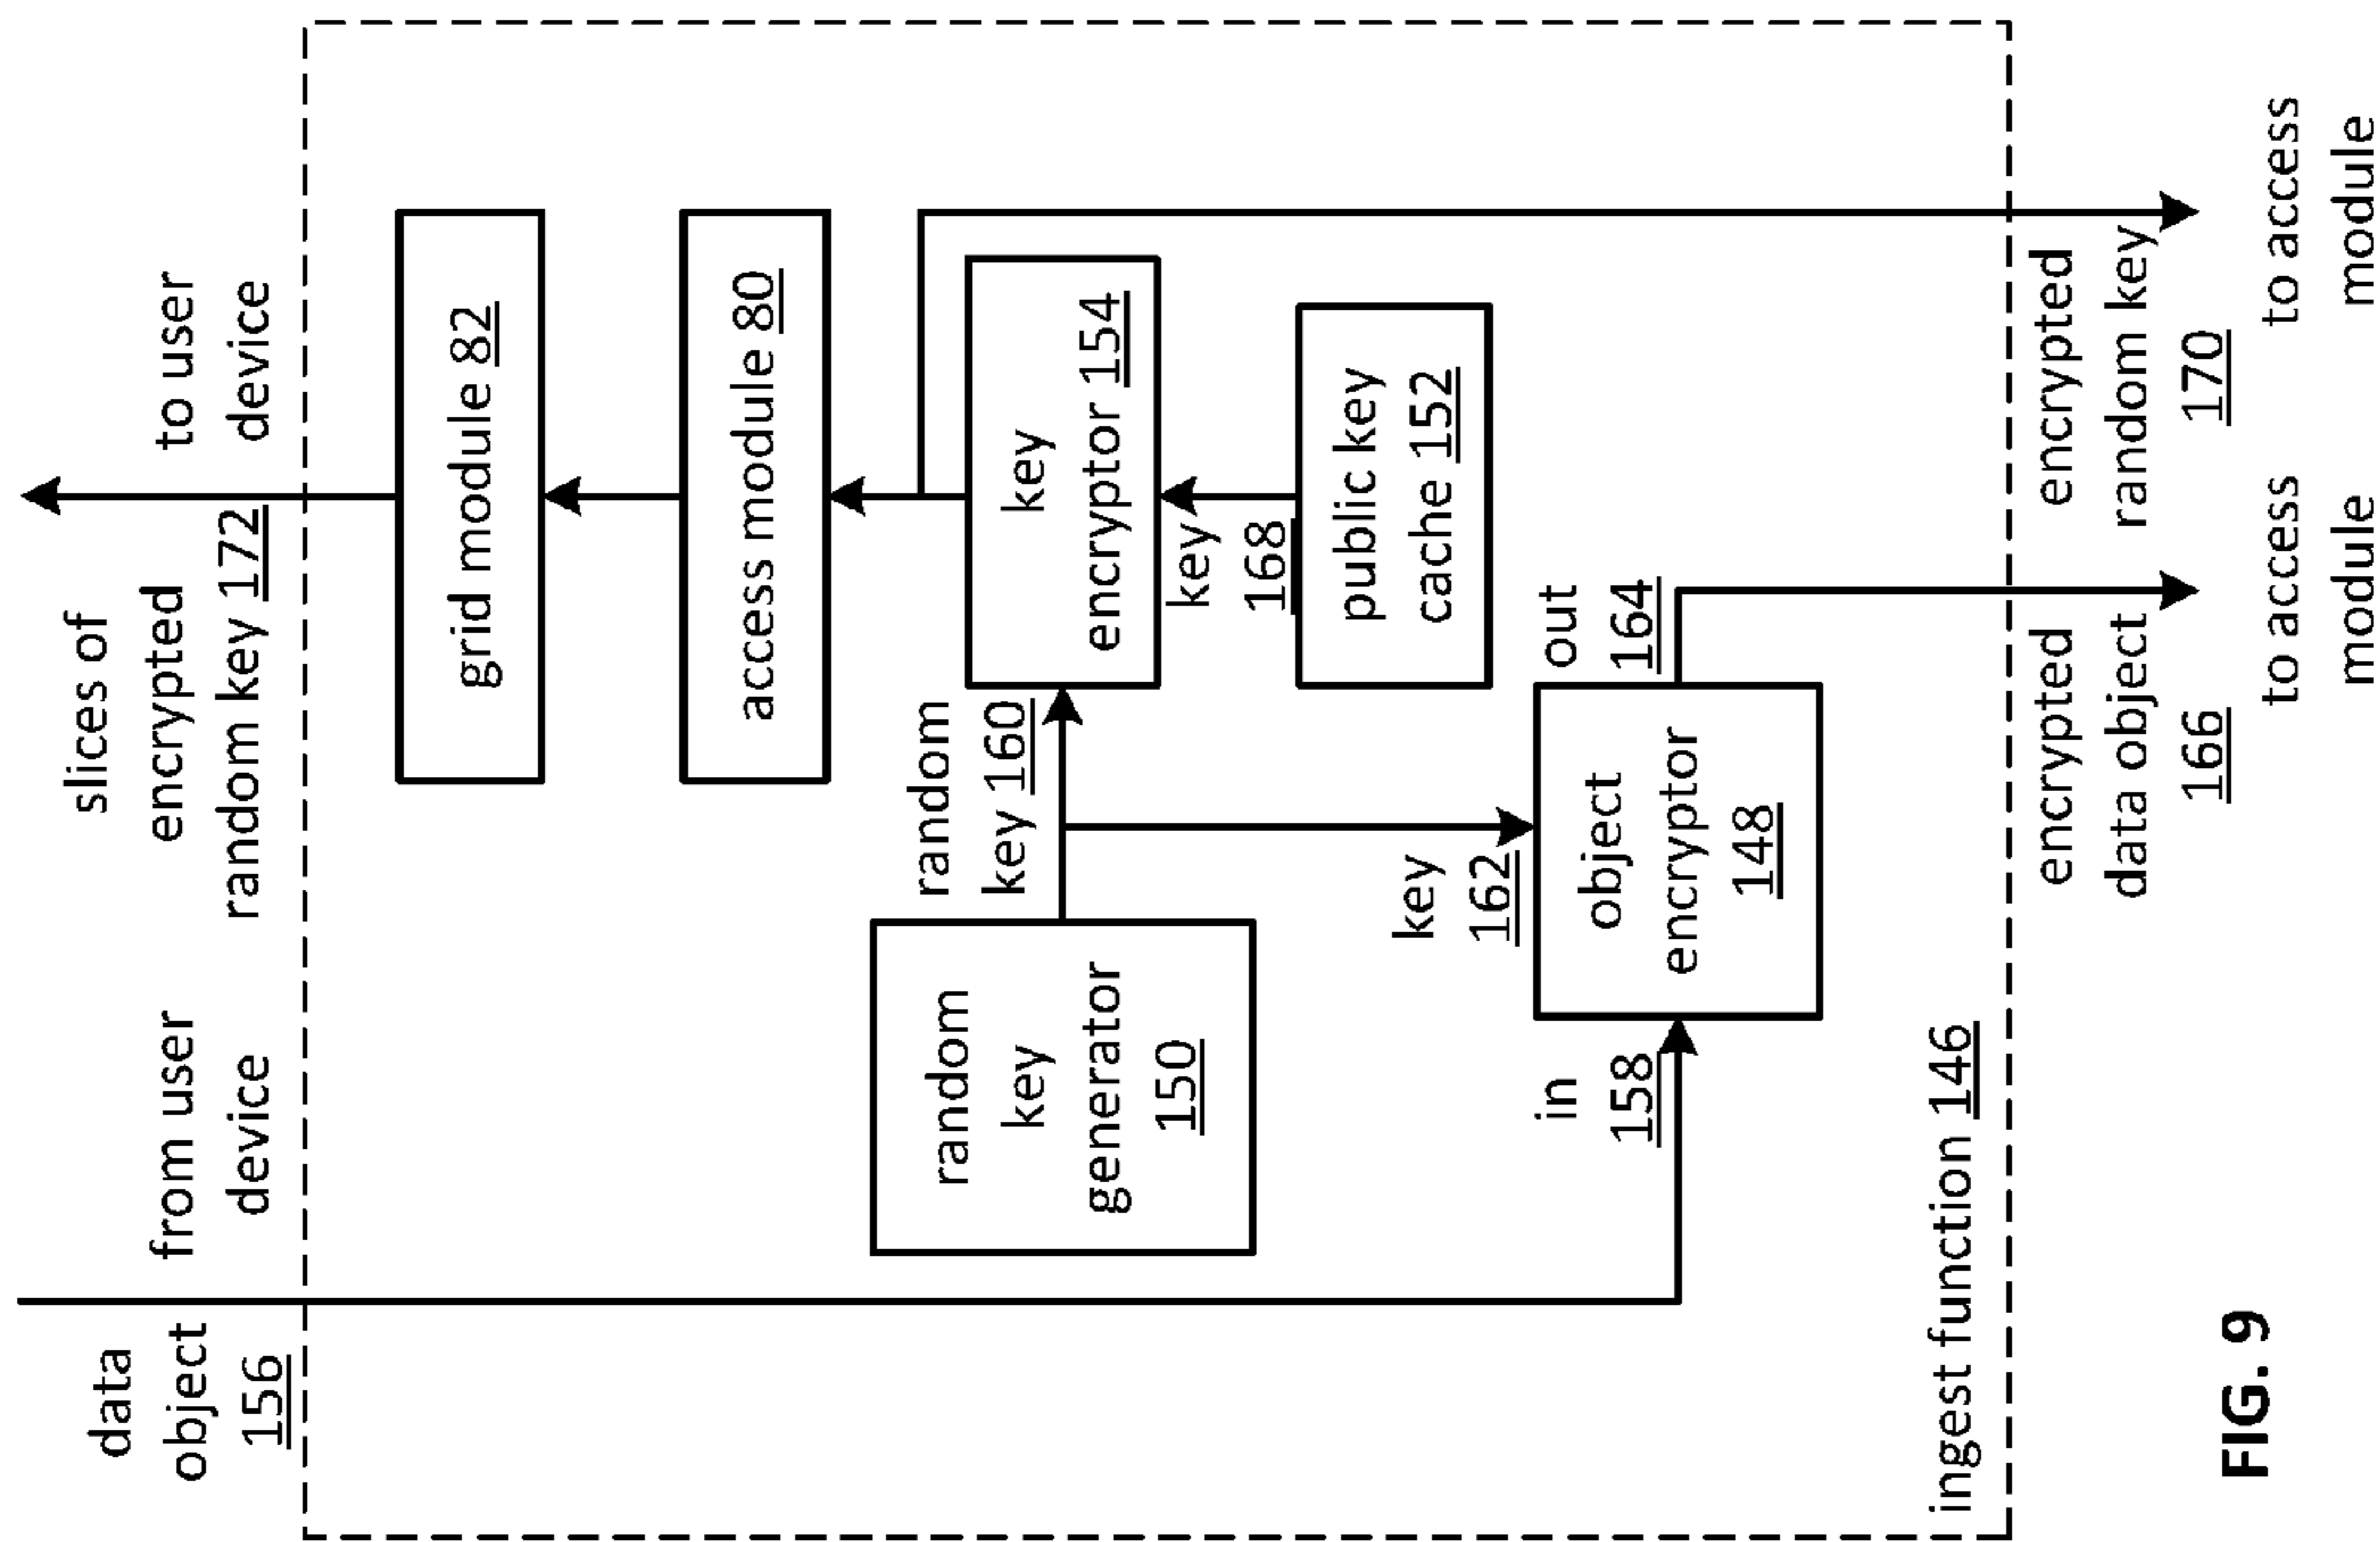 data
object
156
from user
device
slices of
encrypted
random key 172
to user
device
grid module 82
access module 80
random
key
generator
150
random
key 160
key
encryptor 154
key
168
public key
cache 152
key
162
in
158
object
encryptor
148
out
164
ingest function 146
encrypted
data object
166
to access
module
encrypted
random key
170
to access
module
FIG. 9